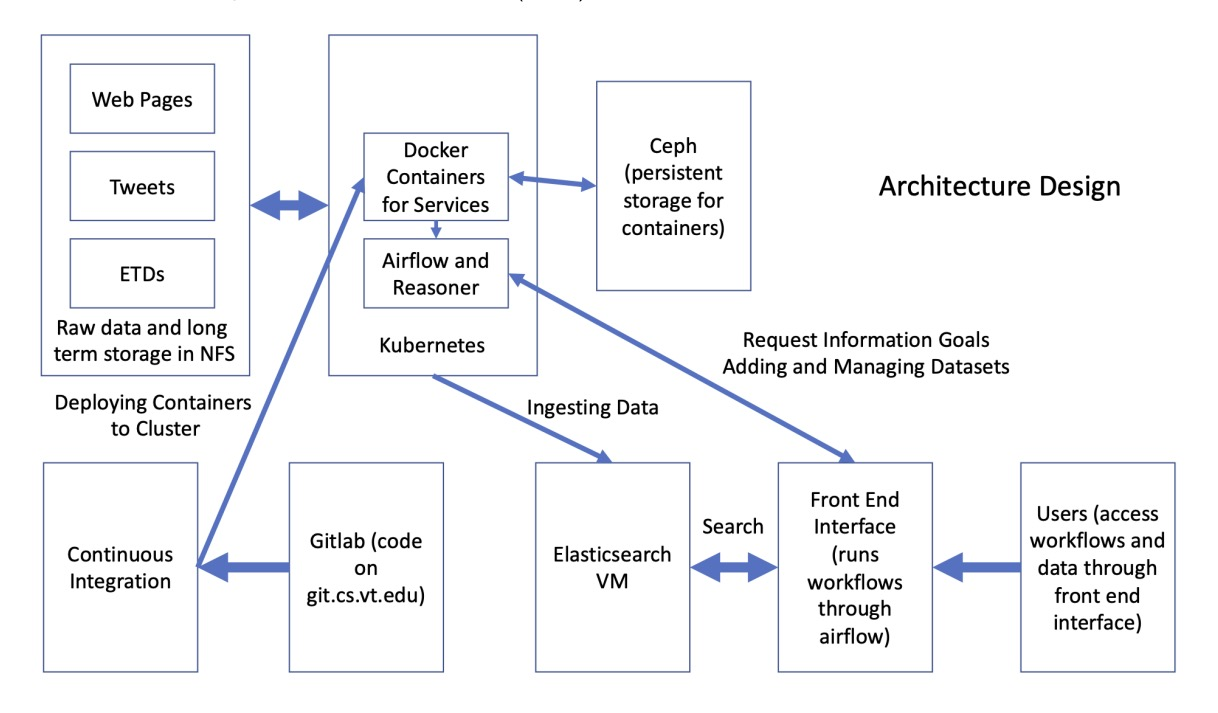 Web Pages
Tweets
ETDs
Raw data and long
term storage in NFS
Docker
Containers
for Services
Airflow and
Reasoner
Kubernetes
Ceph
(persistent
storage for
containers)
Architecture Design
Request Information Goals
Adding and Managing Datasets
Deploying Containers
to Cluster
Ingesting Data
Continuous
Integration
Gitlab (code
on
git.cs.vt.edu)
Elasticsearch
VM
Search
Front End
Interface
(runs
workflows
through
airflow)
Users (access
workflows and
data through
front end
interface)